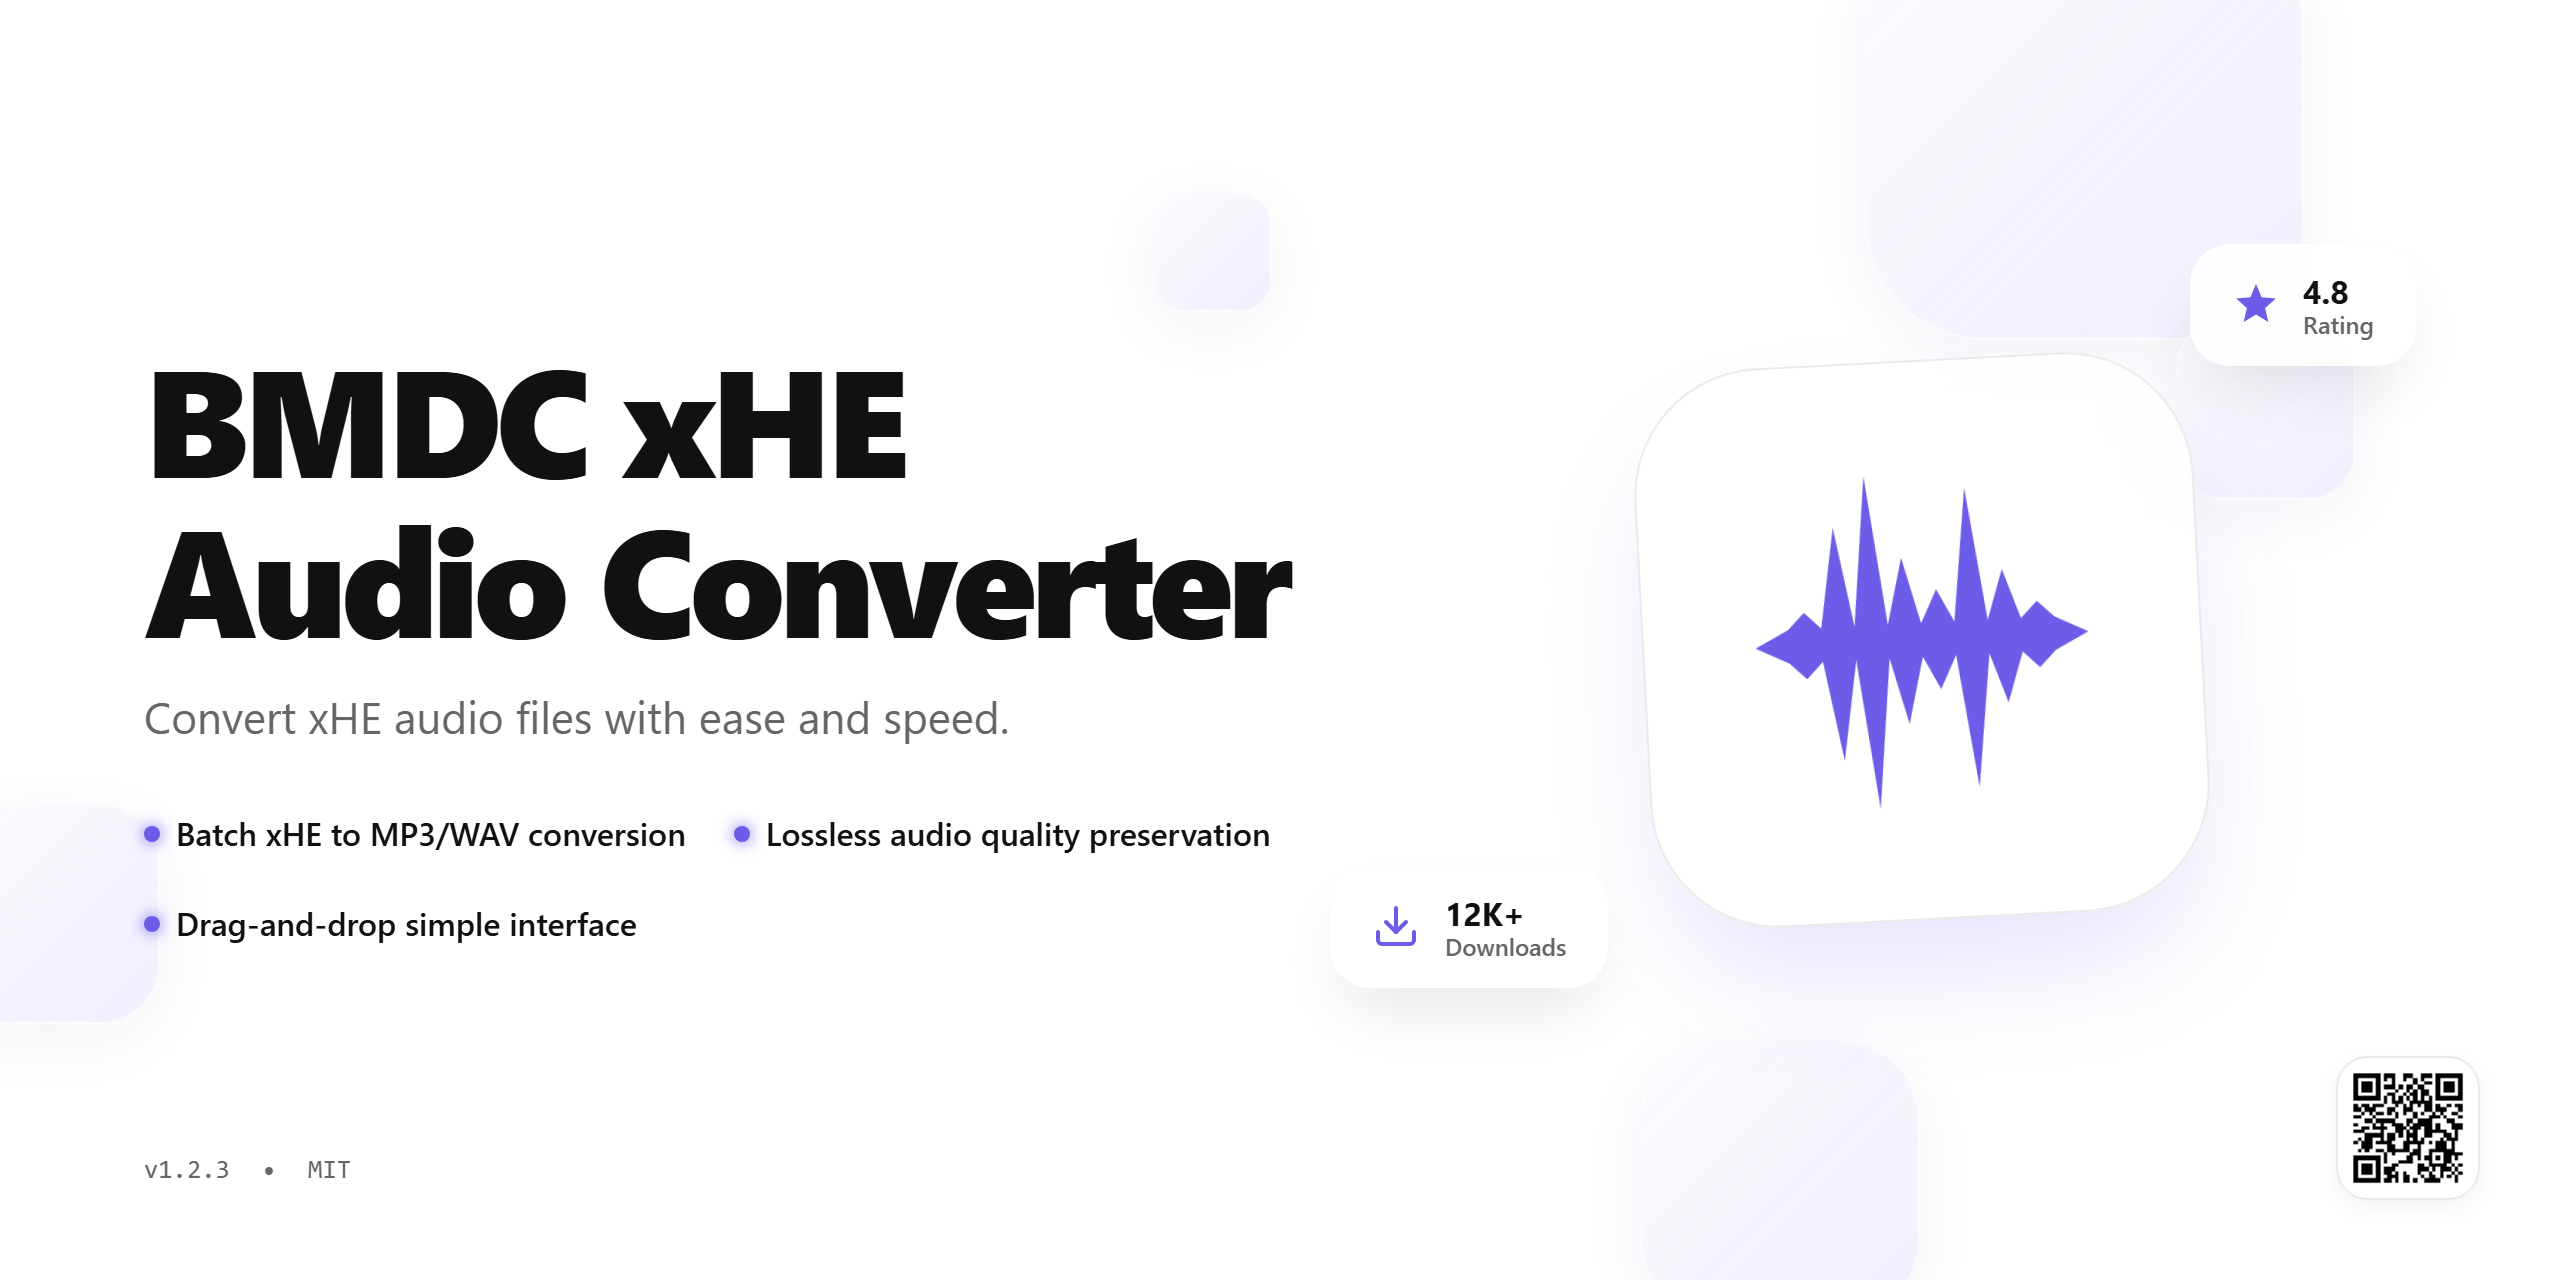 BMDC xHE
Audio Converter
Convert xHE audio files with ease and speed.
Batch xHE to MP3/WAV conversion
Lossless audio quality preservation
Drag-and-drop simple interface
4.8
Rating
12K+
Downloads
v1.2.3 • MIT